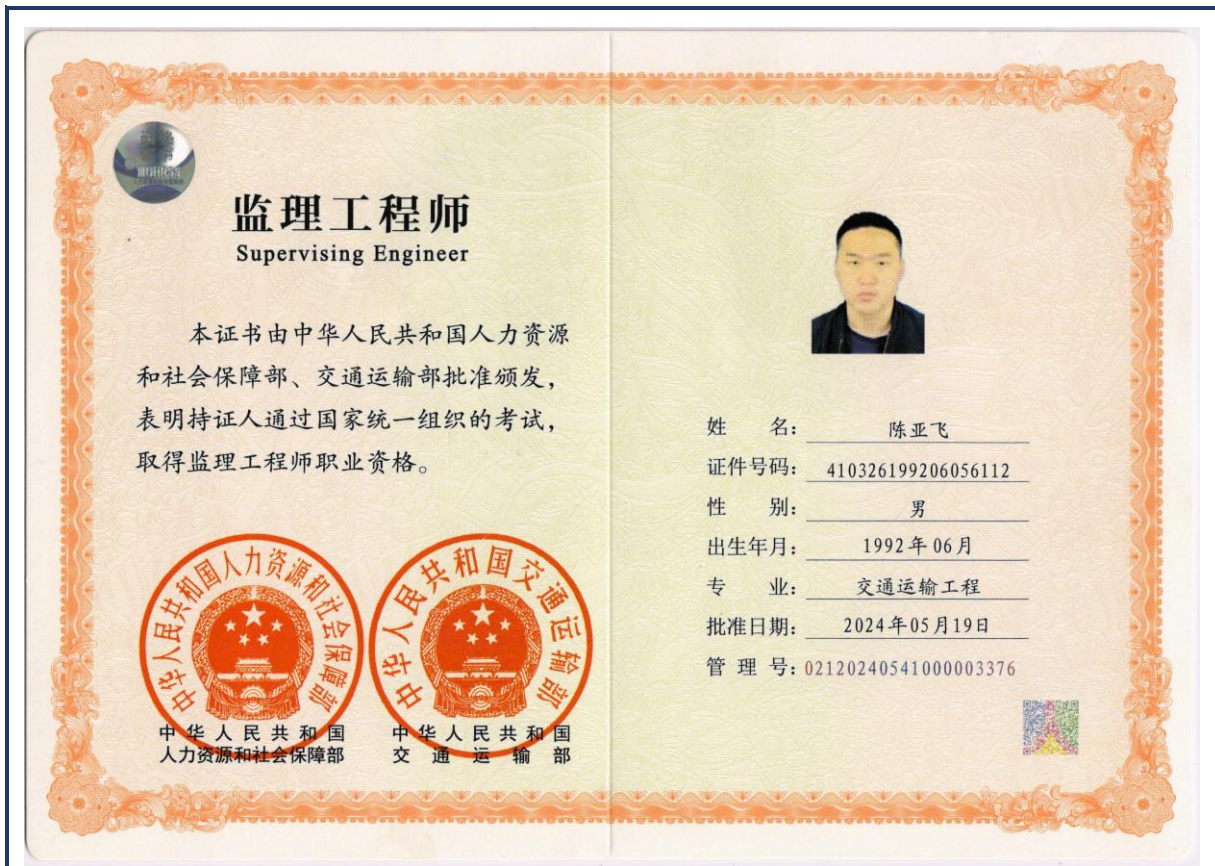 监理工程师
Supervising Engineer
本证书由中华人民共和国人力资源
和社会保障部、交通运输部批准颁发，
表明持证人通过国家统一组织的考试，
取得监理工程师职业资格。
中华人民共和国人力资源和社会保障部
中华人民共和国
人力资源和社会保障部
中华人民共和国交通运输部
中华人民共和国
交通运输部
姓名：陈亚飞
证件号码：410326199206056112
性别：男
出生年月：1992年06月
专业：交通运输工程
批准日期：2024年05月19日
管理号：02120240541000003376